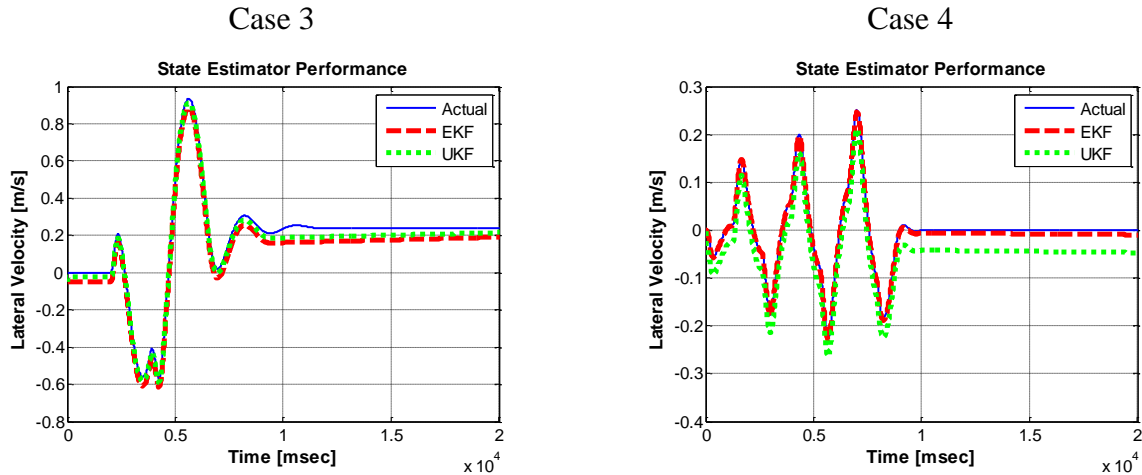 Case 3
State Estimator Performance
Lateral Velocity [m/s]
1
0.8
0.6
0.4
0.2
0
-0.2
-0.4
-0.6
-0.8
Actual
EKF
UKF
0
0.5
1
1.5
2
x 10^4
Time [msec]
Case 4
State Estimator Performance
Lateral Velocity [m/s]
0.3
0.2
0.1
0
-0.1
-0.2
-0.3
-0.4
Actual
EKF
UKF
0
0.5
1
1.5
2
x 10^4
Time [msec]